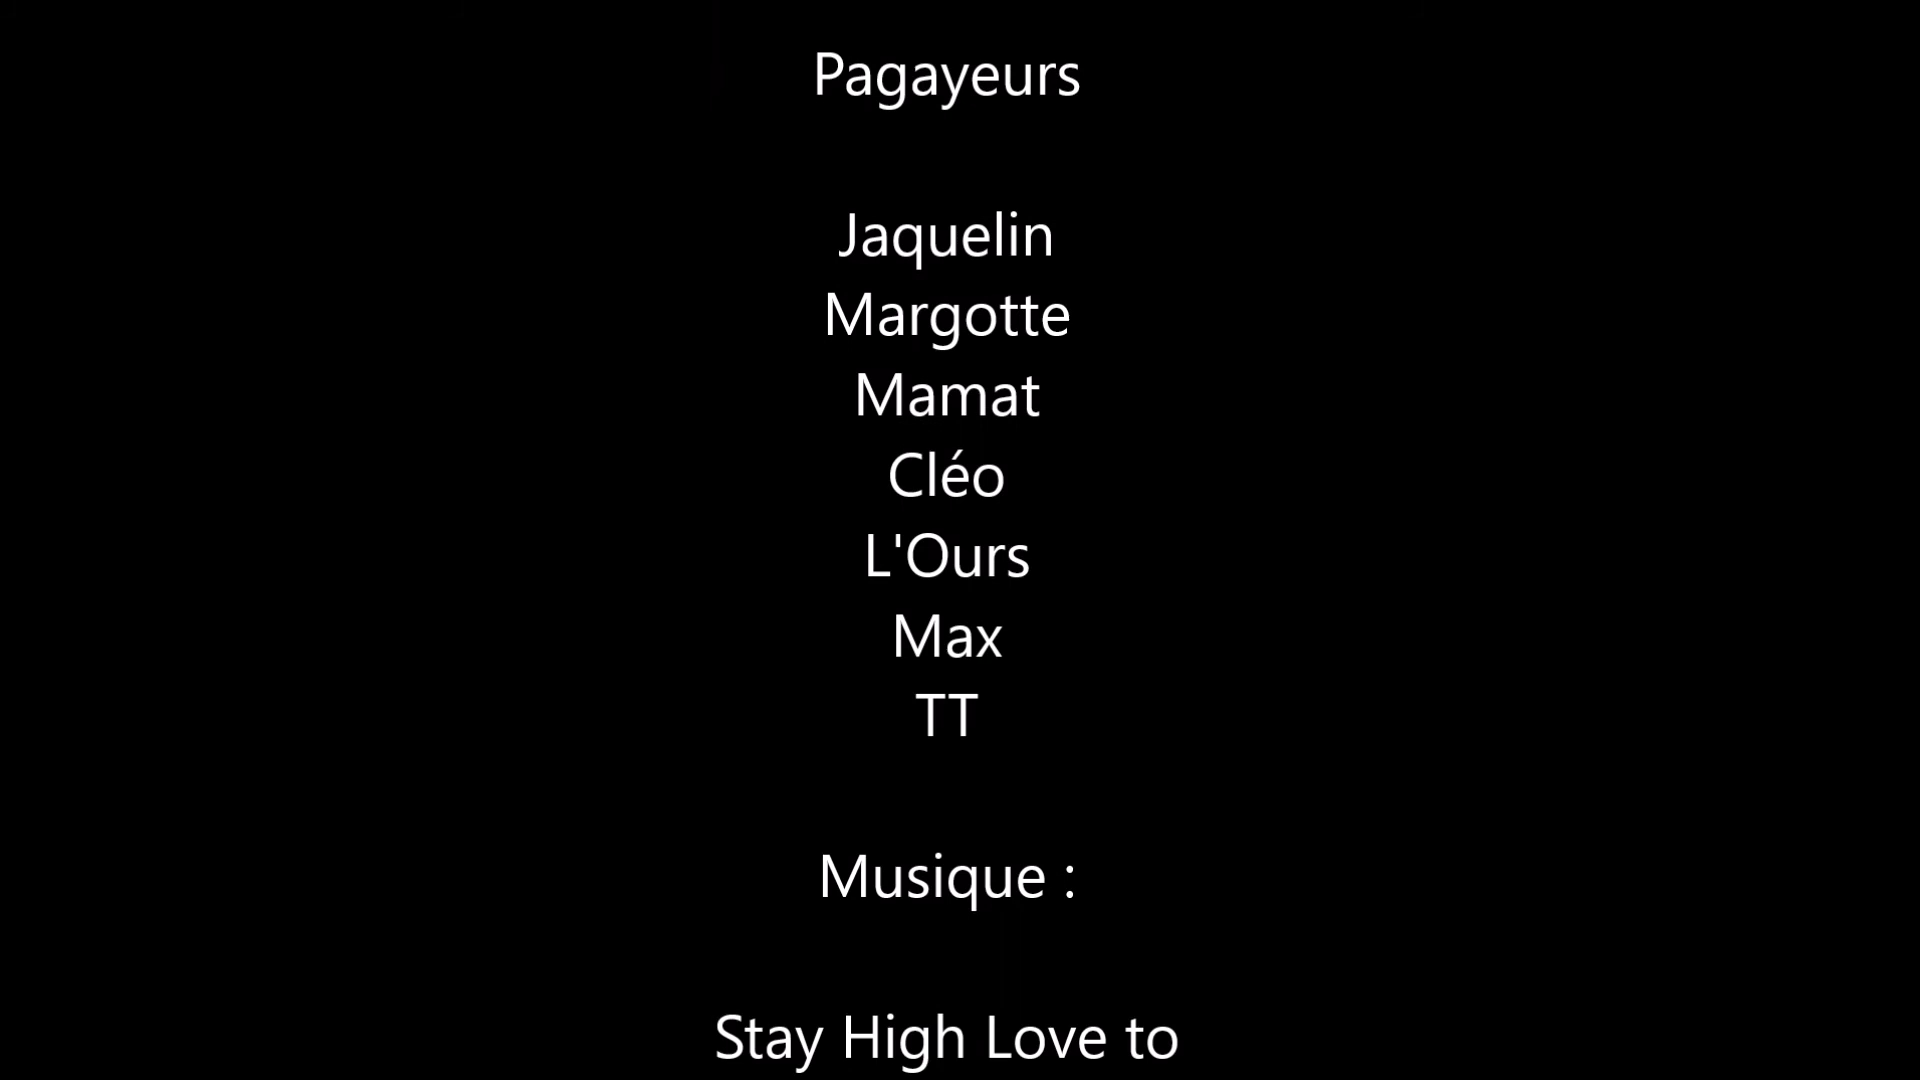 Pagayeurs
Jaquelin
Margotte
Mamat
Cléo
L'Ours
Max
TT
Musique :
Stay High Love to